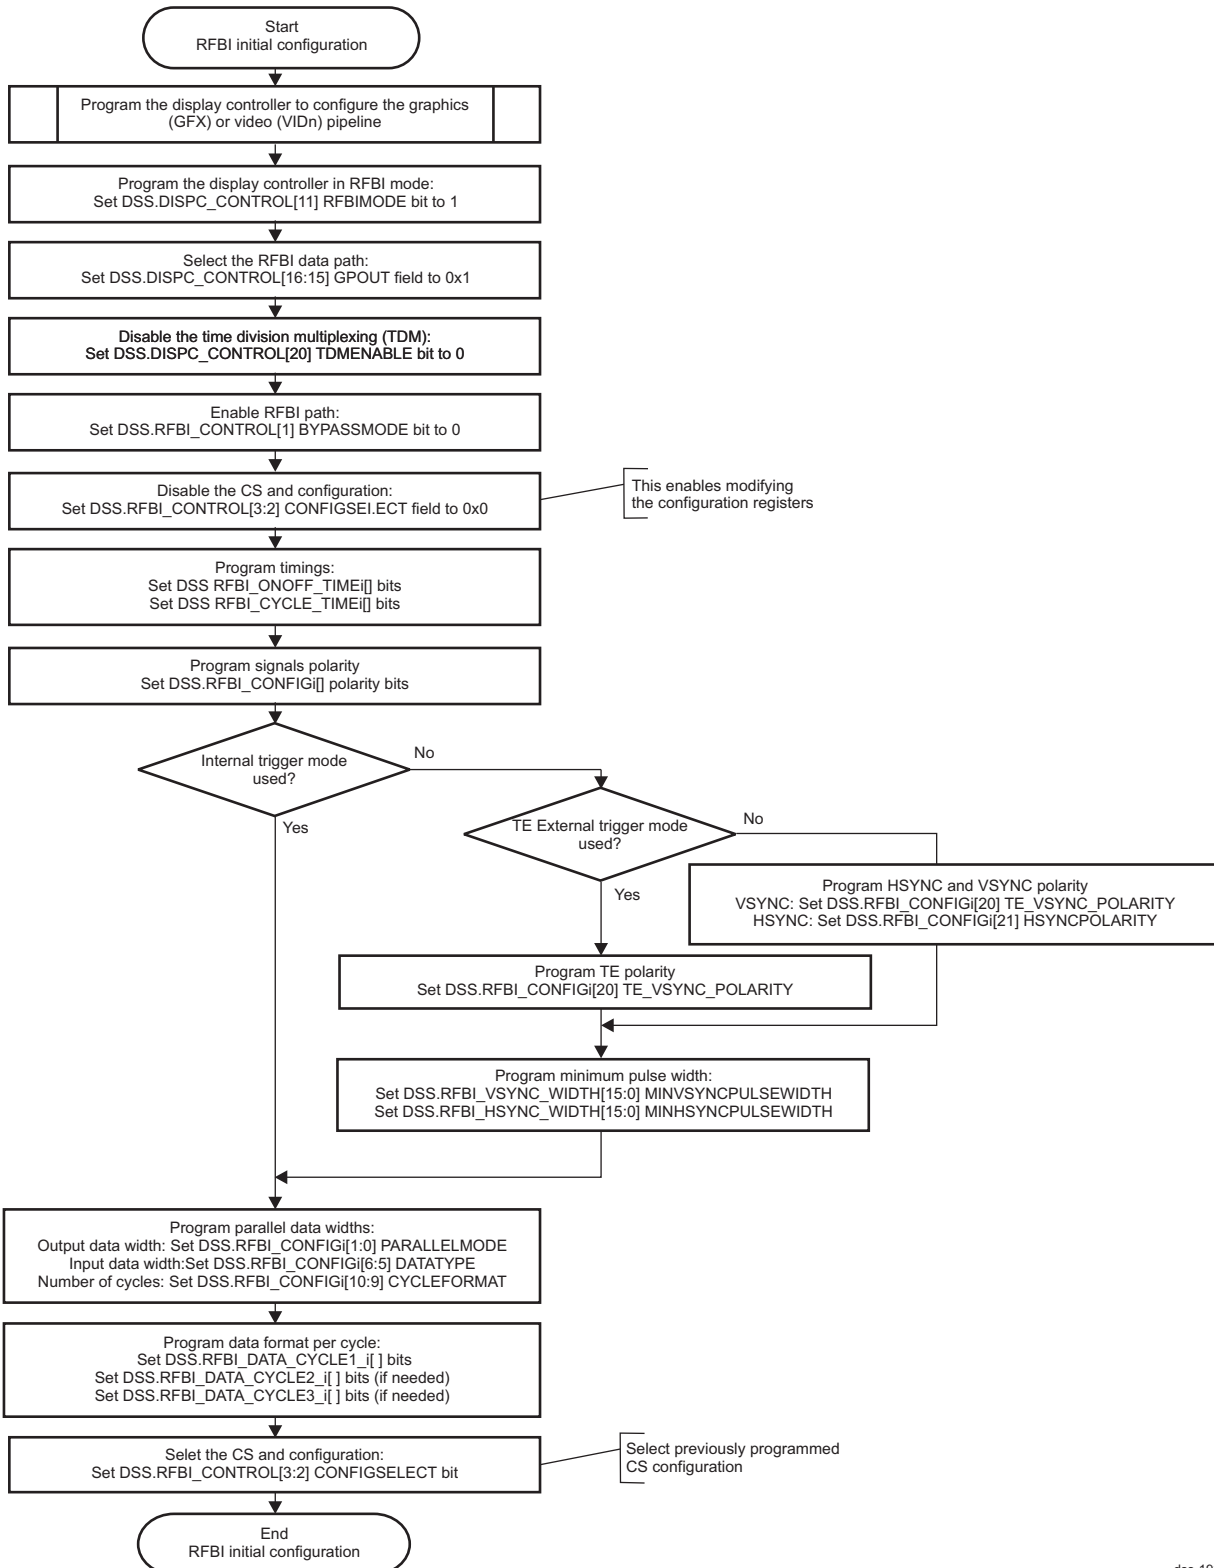 Start
RFBI initial configuration
Program the display controller to configure the graphics
(GFX) or video (VIDn) pipeline
Program the display controller in RFBI mode:
Set DSS.DISPC_CONTROL[11] RFBIMODE bit to 1
Select the RFBI data path:
Set DSS.DISPC_CONTROL[16:15] GPOUT field to 0x1
Disable the time division multiplexing (TDM):
Set DSS.DISPC_CONTROL[20] TDMENABLE bit to 0
Enable RFBI path:
Set DSS.RFBI_CONTROL[1] BYPASSMODE bit to 0
Disable the CS and configuration:
Set DSS.RFBI_CONTROL[3:2] CONFIGSEI.ECT field to 0x0
This enables modifying
the configuration registers
Program timings:
Set DSS RFBI_ONOFF_TIMEi[] bits
Set DSS RFBI_CYCLE_TIMEi[] bits
Program signals polarity
Set DSS.RFBI_CONFIGi[] polarity bits
Internal trigger mode
used?
No
Yes
TE External trigger mode
used?
No
Yes
Program HSYNC and VSYNC polarity
VSYNC: Set DSS.RFBI_CONFIGi[20] TE_VSYNC_POLARITY
HSYNC: Set DSS.RFBI_CONFIGi[21] HSYNCPOLARITY
Program TE polarity
Set DSS.RFBI_CONFIGi[20] TE_VSYNC_POLARITY
Program minimum pulse width:
Set DSS.RFBI_VSYNC_WIDTH[15:0] MINVSYNCPULSEWIDTH
Set DSS.RFBI_HSYNC_WIDTH[15:0] MINHSYNCPULSEWIDTH
Program parallel data widths:
Output data width: Set DSS.RFBI_CONFIGi[1:0] PARALLELMODE
Input data width:Set DSS.RFBI_CONFIGi[6:5] DATATYPE
Number of cycles: Set DSS.RFBI_CONFIGi[10:9] CYCLEFORMAT
Program data format per cycle:
Set DSS.RFBI_DATA_CYCLE1_i[ ] bits
Set DSS.RFBI_DATA_CYCLE2_i[ ] bits (if needed)
Set DSS.RFBI_DATA_CYCLE3_i[ ] bits (if needed)
Selet the CS and configuration:
Set DSS.RFBI_CONTROL[3:2] CONFIGSELECT bit
Select previously programmed
CS configuration
End
RFBI initial configuration